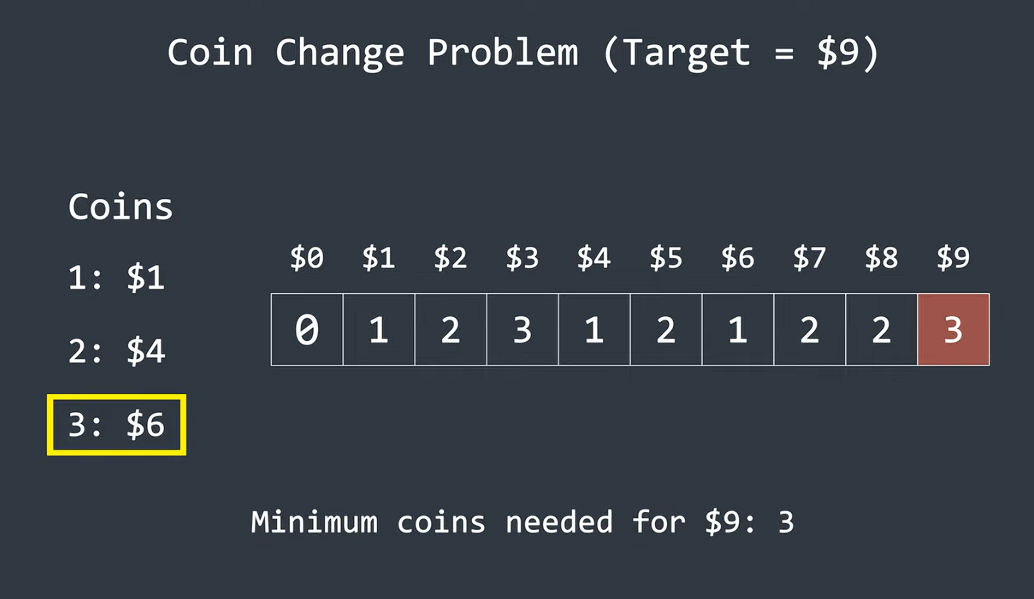 Coin Change Problem (Target = $9)
Coins
1: $1
2: $4
3: $6
$0 $1 $2 $3 $4 $5 $6 $7 $8 $9
0 1 2 3 1 2 1 2 2 3
Minimum coins needed for $9: 3